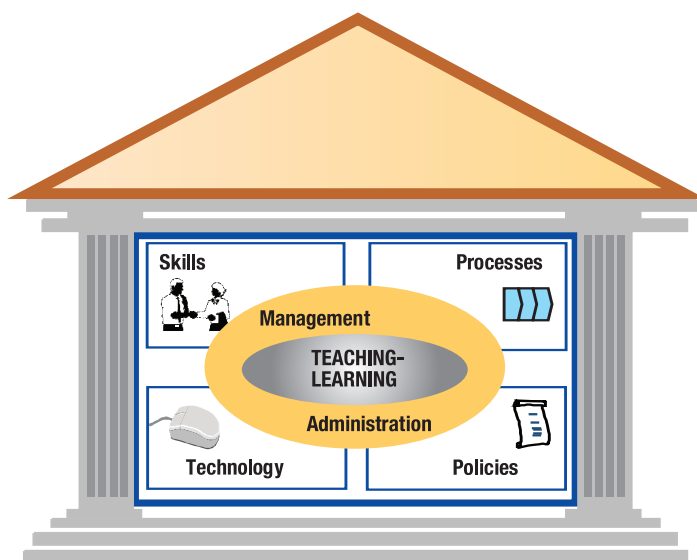 Skills
Processes
Management
TEACHING-
LEARNING
Administration
Technology
Policies